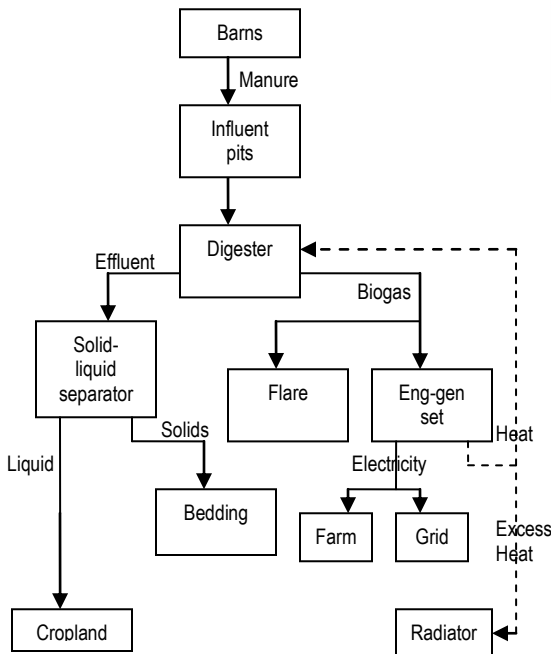 Barns
Manure
Influent
pits
Digester
Effluent
Biogas
Solid-
liquid
separator
Flare
Eng-gen
set
Solids
Heat
Liquid
Electricity
Bedding
Farm
Grid
Excess
Heat
Cropland
Radiator